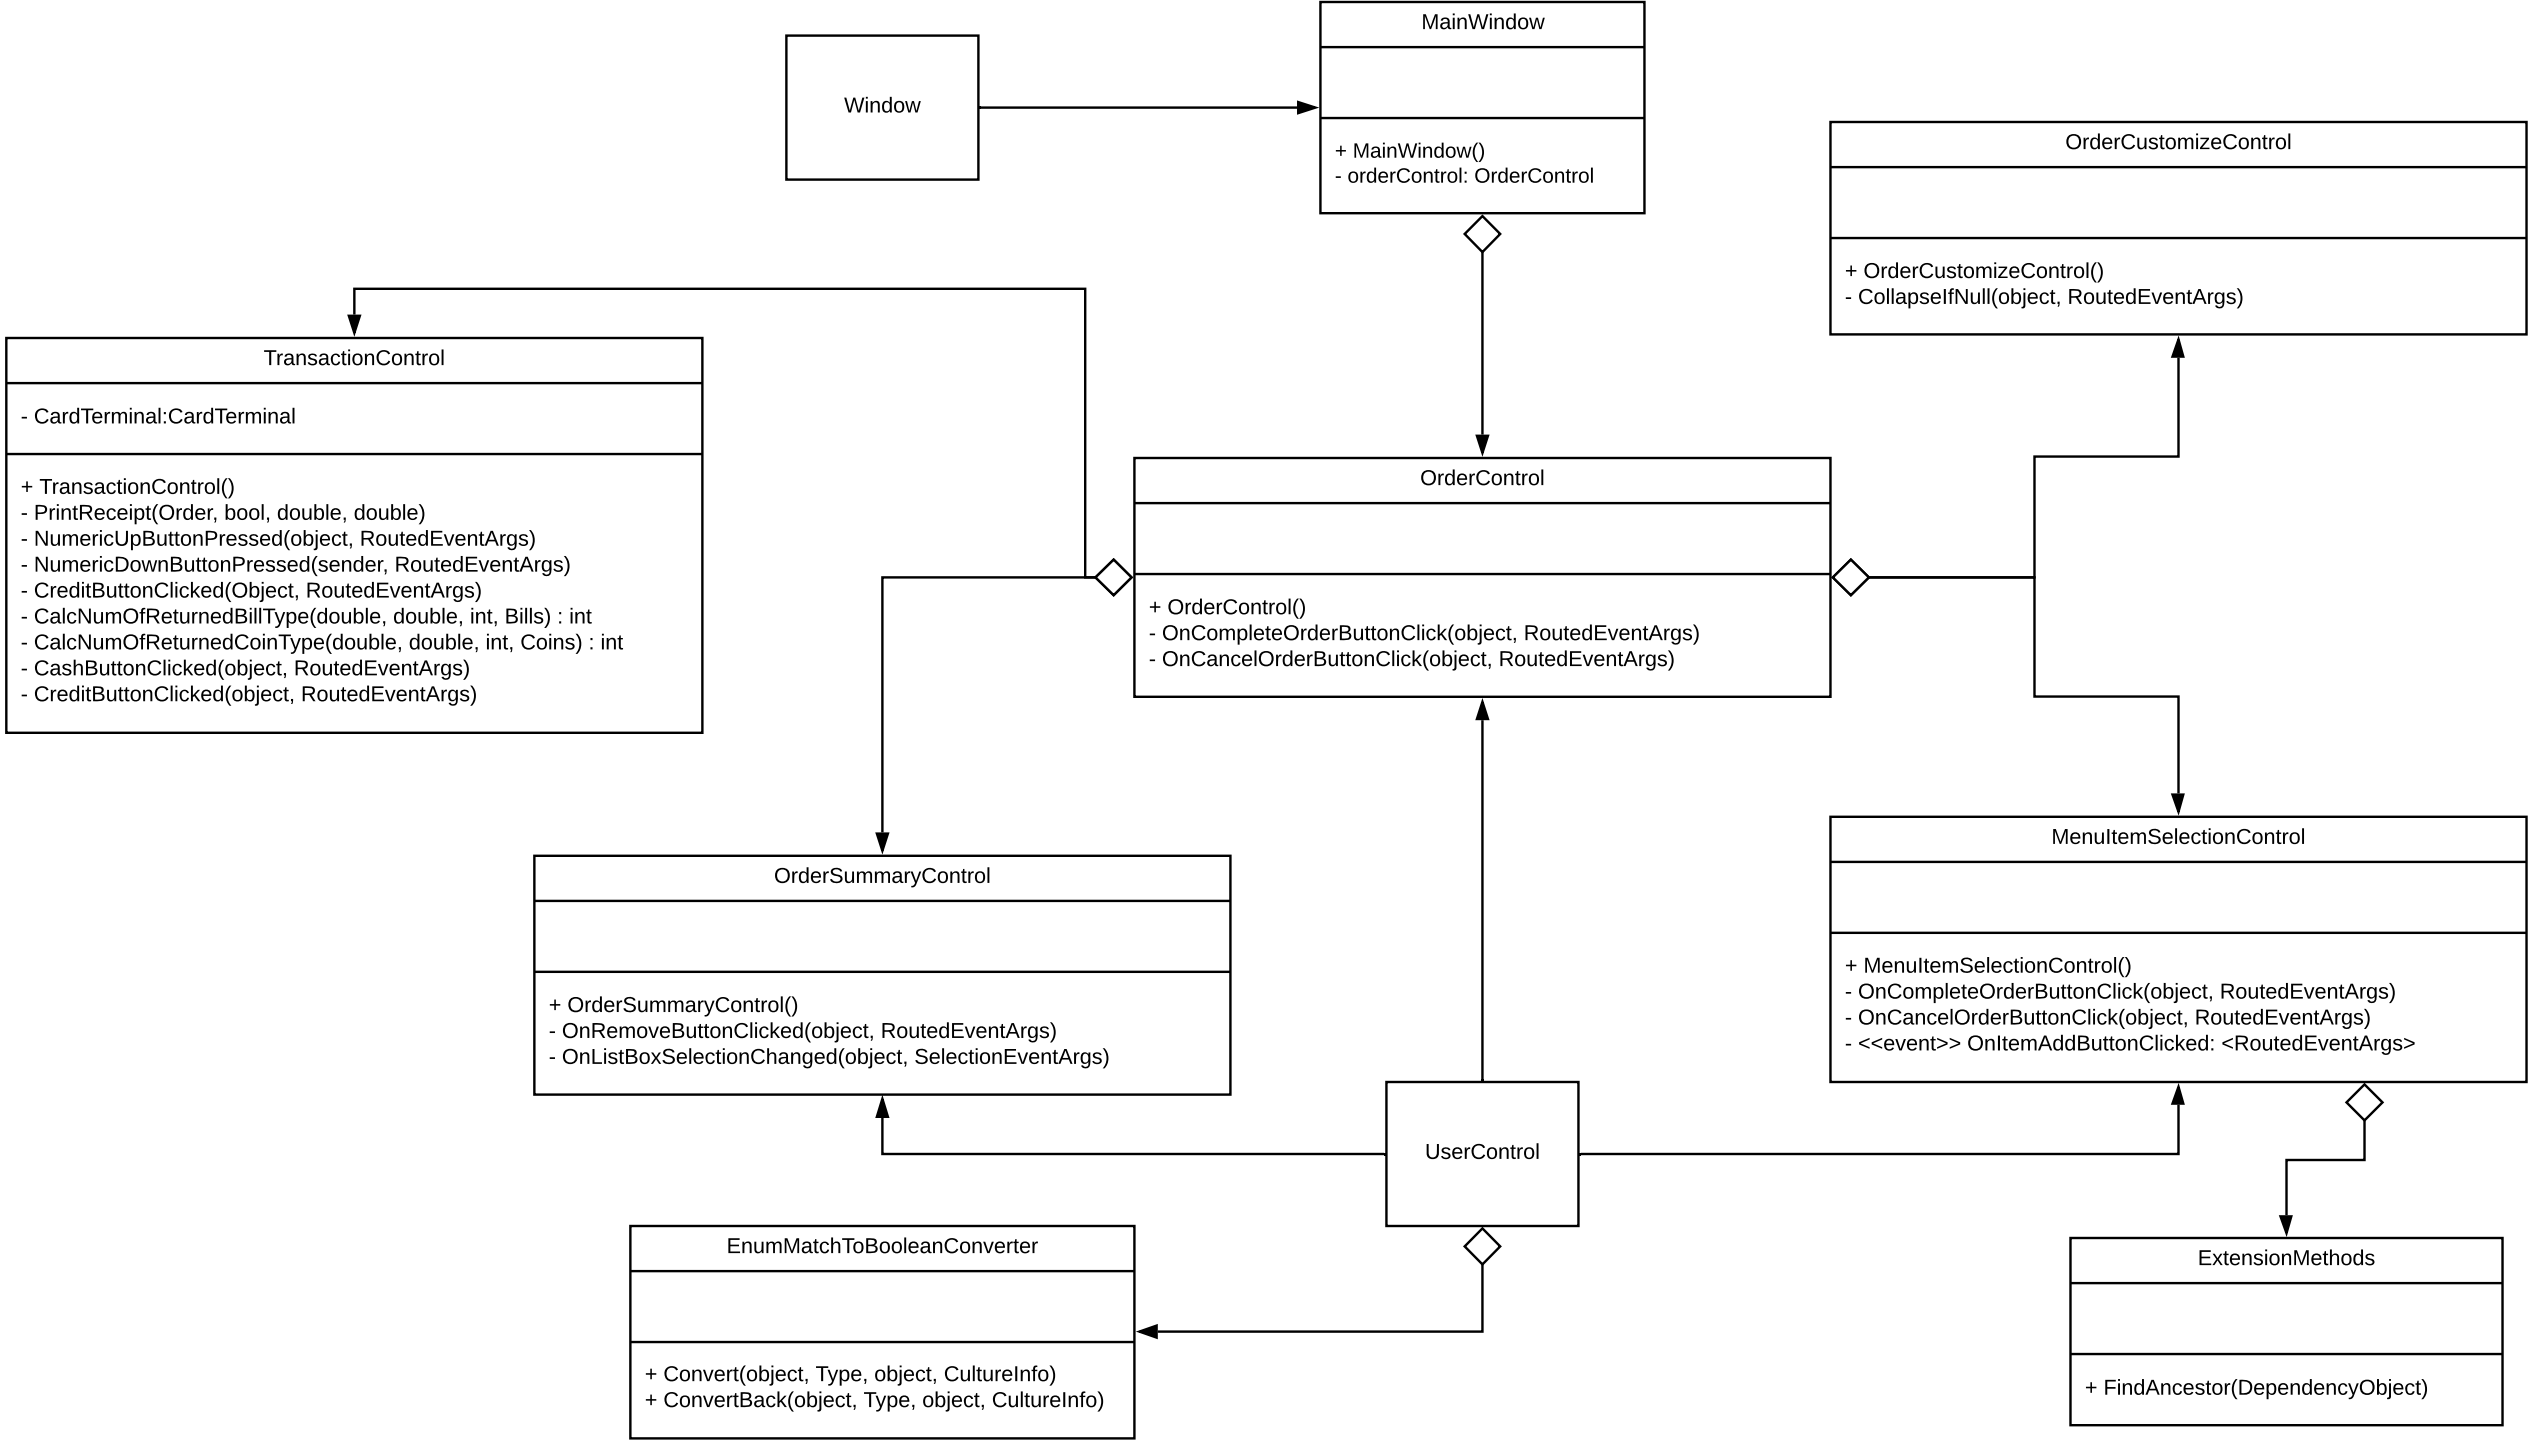 MainWindow
+ MainWindow()
- orderControl: OrderControl
Window
OrderCustomizeControl
+ OrderCustomizeControl()
- CollapseIfNull(object, RoutedEventArgs)
TransactionControl
- CardTerminal:CardTerminal
+ TransactionControl()
- PrintReceipt(Order, bool, double, double)
- NumericUpButtonPressed(object, RoutedEventArgs)
- NumericDownButtonPressed(sender, RoutedEventArgs)
- CreditButtonClicked(Object, RoutedEventArgs)
- CalcNumOfReturnedBillType(double, double, int, Bills) : int
- CalcNumOfReturnedCoinType(double, double, int, Coins) : int
- CashButtonClicked(object, RoutedEventArgs)
- CreditButtonClicked(object, RoutedEventArgs)
OrderControl
+ OrderControl()
- OnCompleteOrderButtonClick(object, RoutedEventArgs)
- OnCancelOrderButtonClick(object, RoutedEventArgs)
OrderSummaryControl
+ OrderSummaryControl()
- OnRemoveButtonClicked(object, RoutedEventArgs)
- OnListBoxSelectionChanged(object, SelectionEventArgs)
MenuItemSelectionControl
+ MenuItemSelectionControl()
- OnCompleteOrderButtonClick(object, RoutedEventArgs)
- OnCancelOrderButtonClick(object, RoutedEventArgs)
- <<event>> OnItemAddButtonClicked: <RoutedEventArgs>
UserControl
EnumMatchToBooleanConverter
+ Convert(object, Type, object, CultureInfo)
+ ConvertBack(object, Type, object, CultureInfo)
ExtensionMethods
+ FindAncestor(DependencyObject)